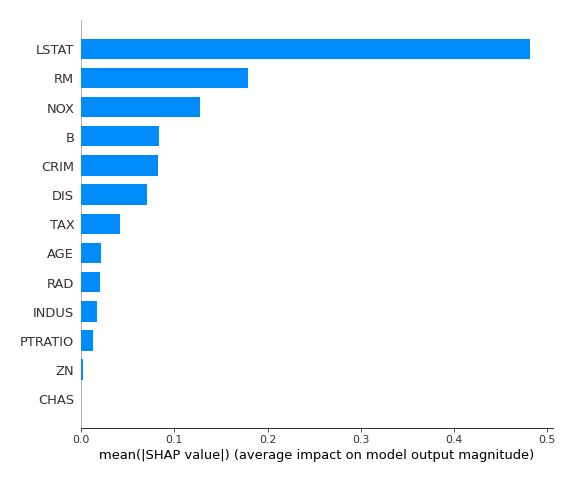 LSTAT
RM
NOX
B
CRIM
DIS
TAX
AGE
RAD
INDUS
PTRATIO
ZN
CHAS
0.0 0.1 0.2 0.3 0.4 0.5
mean(|SHAP value|) (average impact on model output magnitude)